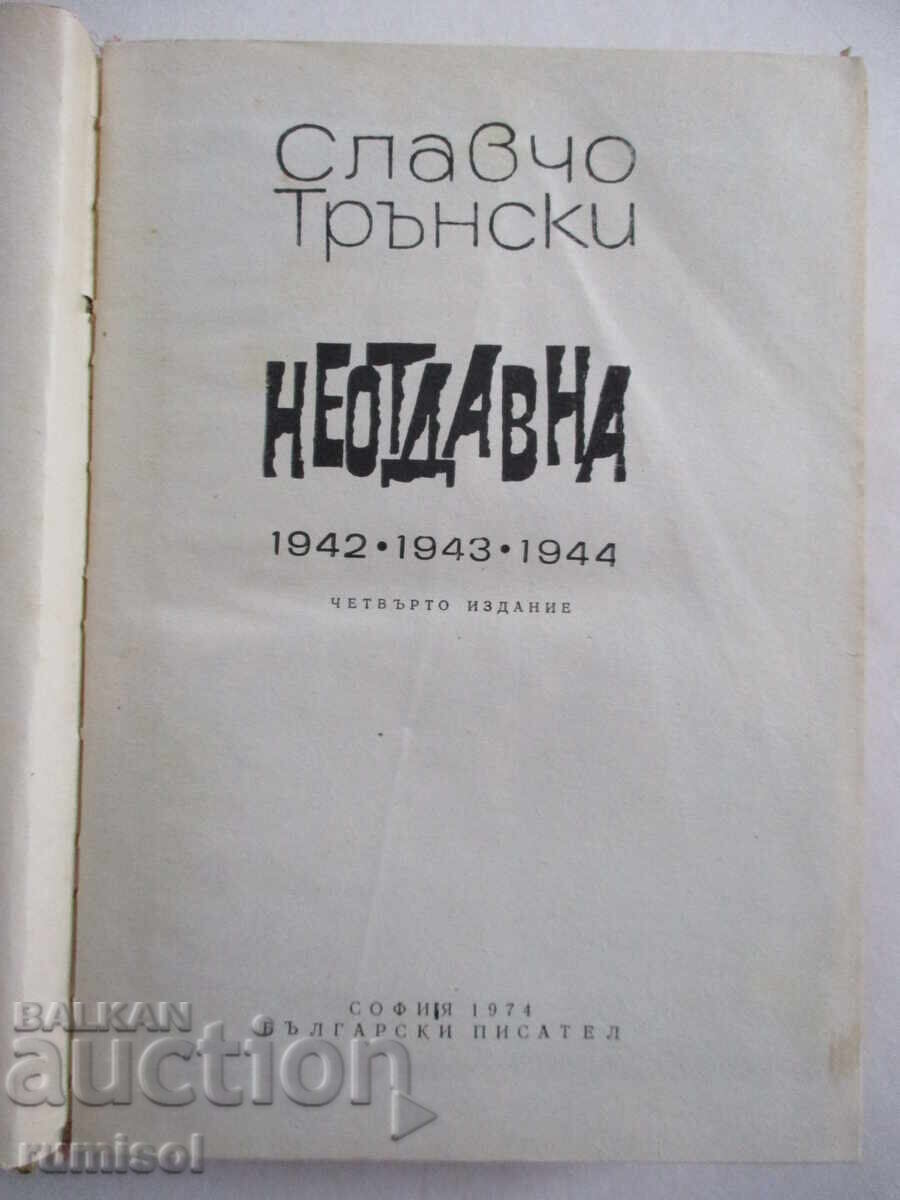 Славчо
Трънски
НЕОТДАВНА
1942 • 1943 • 1944
ЧЕТВЪРТО ИЗДАНИЕ
СОФИЯ 1974
БЪЛГАРСКИ ПИСАТЕЛ
BALKAN
auction
rumisol